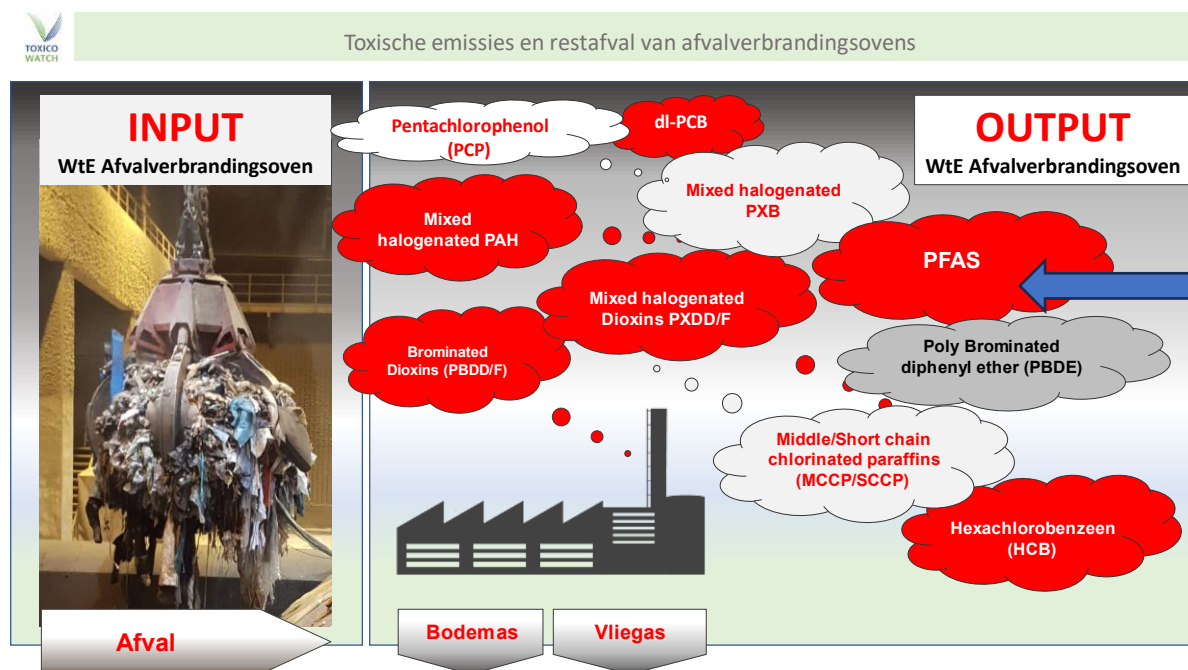 TOXICO
WATCH
Toxische emissies en restafval van afvalverbrandingsovens
INPUT
WtE Afvalverbrandingsoven
Afval
Pentachlorophenol
(PCP)
dl-PCB
Mixed halogenated
PXB
Mixed
halogenated PAH
Mixed halogenated
Dioxins PXDD/F
Brominated
Dioxins (PBDD/F)
OUTPUT
WtE Afvalverbrandingsoven
PFAS
Poly Brominated
diphenyl ether (PBDE)
Middle/Short chain
chlorinated paraffins
(MCCP/SCCP)
Hexachlorobenzeen
(HCB)
Bodemas
Vliegas